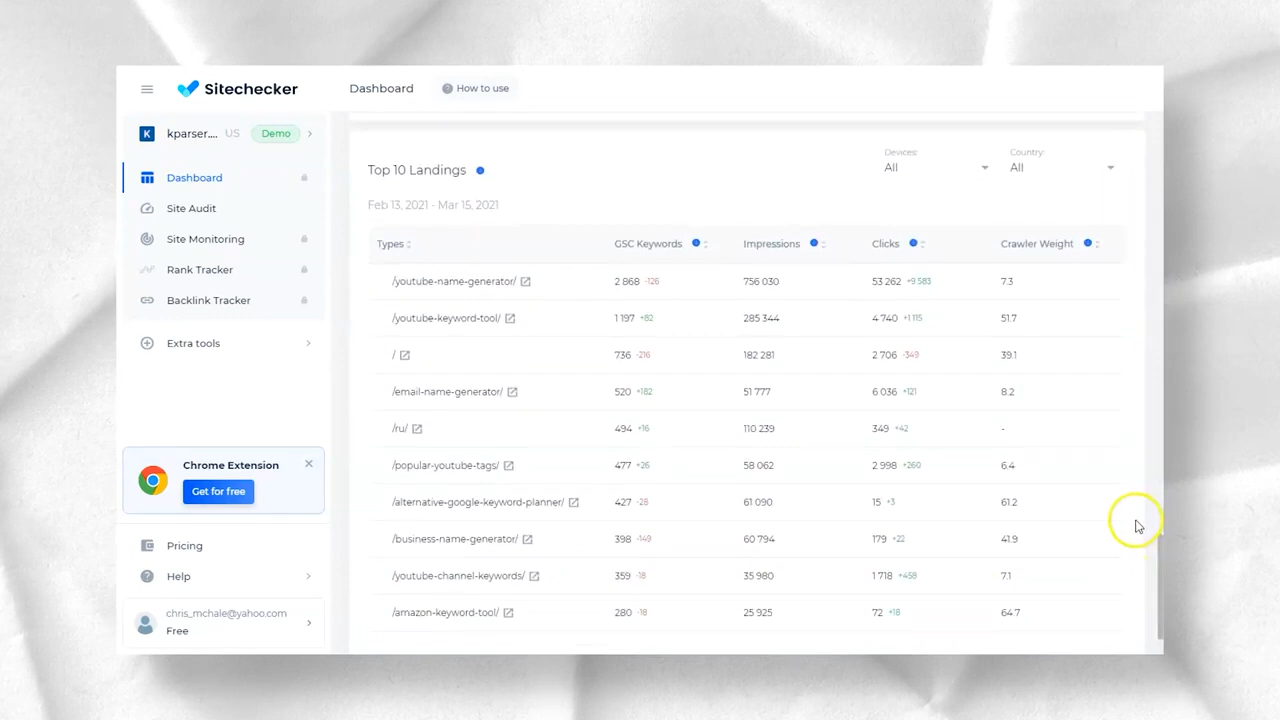 Sitechecker
Dashboard
How to use
kparser.... US Demo
Dashboard
Site Audit
Site Monitoring
Rank Tracker
Backlink Tracker
Extra tools
Chrome Extension
Get for free
Pricing
Help
chris_mchale@yahoo.com
Free
Top 10 Landings
Devices:
All
Country:
All
Feb 13, 2021 - Mar 15, 2021
Types GSC Keywords Impressions Clicks Crawler Weight
/youtube-name-generator/ 2 868 -126 756 030 53 262 +9 583 7.3
/youtube-keyword-tool/ 1 197 +82 285 344 4 740 +1 115 51.7
/ 736 -216 182 281 2 706 -349 39.1
/email-name-generator/ 520 +182 51 777 6 036 +121 8.2
/ru/ 494 +16 110 239 349 +42 -
/popular-youtube-tags/ 477 +26 58 062 2 998 +260 6.4
/alternative-google-keyword-planner/ 427 -28 61 090 15 +3 61.2
/business-name-generator/ 398 -149 60 794 179 +22 41.9
/youtube-channel-keywords/ 359 -18 35 980 1 718 +458 7.1
/amazon-keyword-tool/ 280 -18 25 925 72 +18 64.7